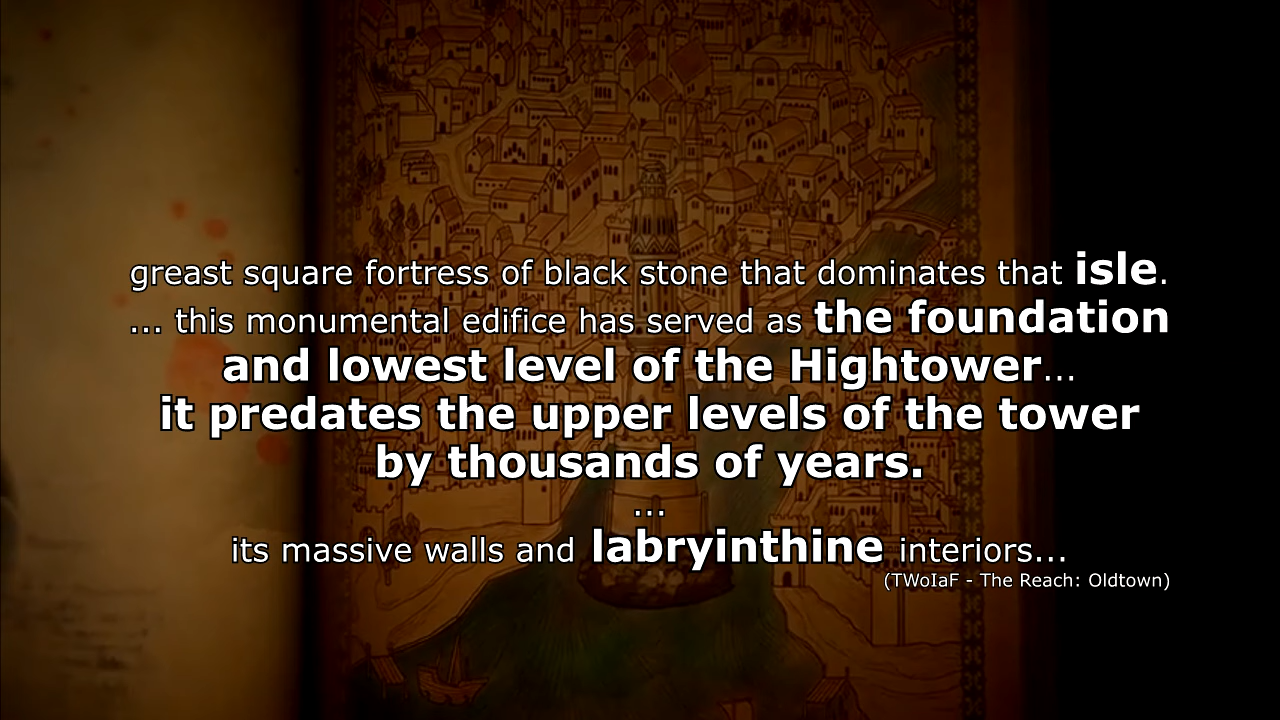 greast square fortress of black stone that dominates that isle.
... this monumental edifice has served as the foundation
and lowest level of the Hightower...
it predates the upper levels of the tower
by thousands of years.
...
its massive walls and labryinthine interiors...
(TWoIaF - The Reach: Oldtown)